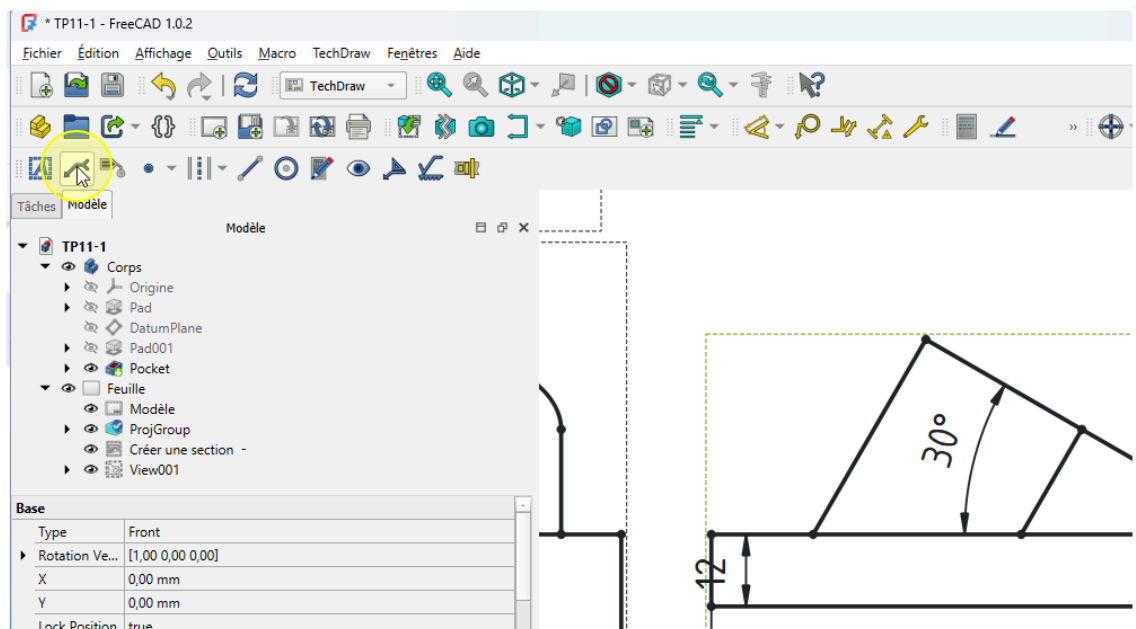 * TP11-1 - FreeCAD 1.0.2
Fichier Édition Affichage Outils Macro TechDraw Fenêtres Aide
TechDraw
»
Tâches Modèle
Modèle
TP11-1
Corps
Origine
Pad
DatumPlane
Pad001
Pocket
Feuille
Modèle
ProjGroup
Créer une section -
View001
Base
Type Front
Rotation Ve... [1,00 0,00 0,00]
X 0,00 mm
Y 0,00 mm
Lock Position true
30°
12